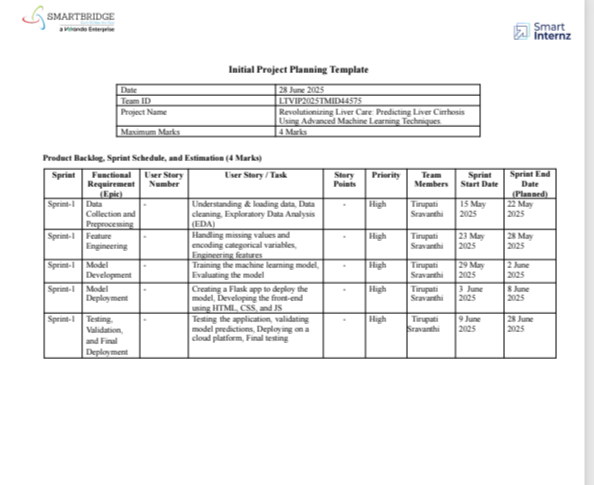 SMARTBRIDGE
Smart
Internz
Initial Project Planning Template
Date 28 June 2025
Team ID LTVIP2025TMID44575
Project Name Revolutionizing Liver Care: Predicting Liver Cirrhosis
Using Advanced Machine Learning Techniques
Maximum Marks 4 Marks
Product Backlog, Sprint Schedule, and Estimation (4 Marks)
Sprint Functional User Story User Story / Task Story Priority Team Sprint Sprint End
Requirement Number Points Members Start Date Date
(Epic) (Planned)
Sprint-1 Data - Understanding & loading data, Data - High Tirupati 15 May 22 May
Collection and cleaning, Exploratory Data Analysis Sravanthi 2025 2025
Preprocessing (EDA)
Sprint-1 Feature - Handling missing values and - High Tirupati 23 May 28 May
Engineering encoding categorical variables, Sravanthi 2025 2025
Engineering features
Sprint-1 Model - Training the machine learning model, - High Tirupati 29 May 2 June
Development Evaluating the model Sravanthi 2025 2025
Sprint-1 Model - Creating a Flask app to deploy - High Tirupati 3 June 8 June
Deployment the model, Developing the front-end Sravanthi 2025 2025
using HTML, CSS, and JS
Sprint-1 Testing, - Testing the application, validating - High Tirupati 9 June 28 June
Validation, model predictions, Deploying on a Sravanthi 2025 2025
and Final cloud platform, Final testing
Deployment